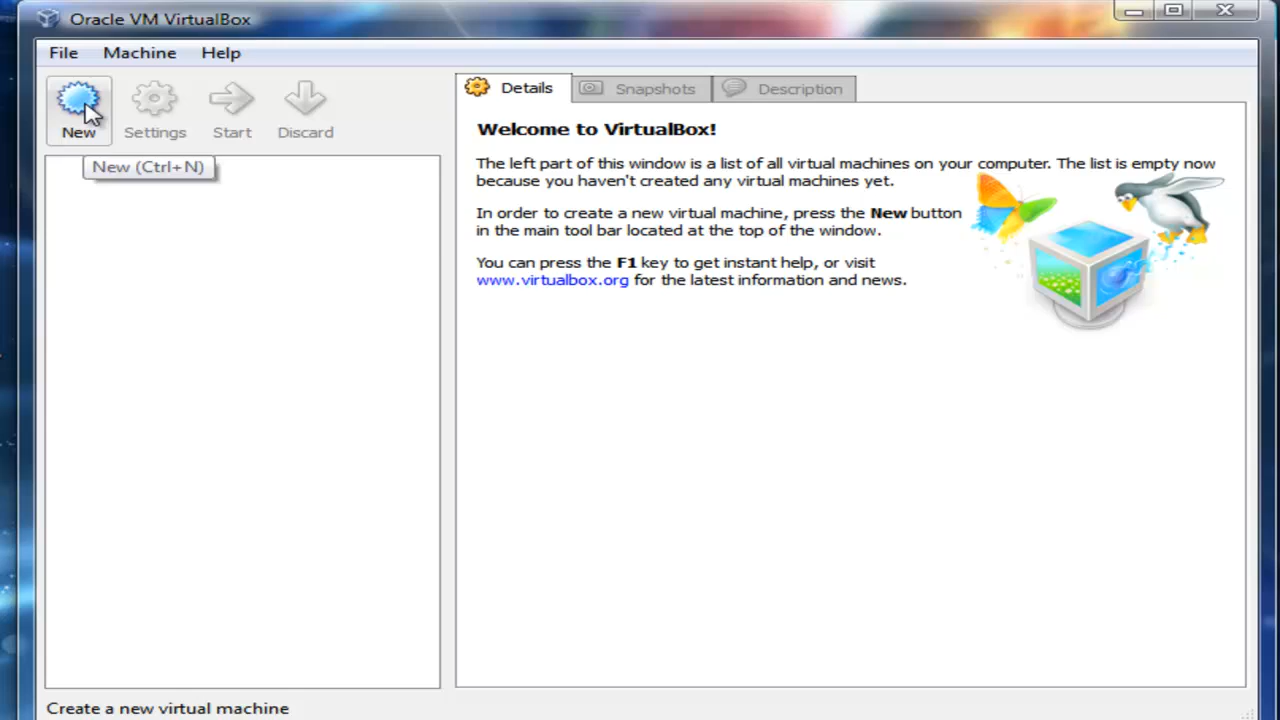 Oracle VM VirtualBox
File Machine Help
New Settings Start Discard
New (Ctrl+N)
Details Snapshots Description
Welcome to VirtualBox!
The left part of this window is a list of all virtual machines on your computer. The list is empty now
because you haven't created any virtual machines yet.
In order to create a new virtual machine, press the New button
in the main tool bar located at the top of the window.
You can press the F1 key to get instant help, or visit
www.virtualbox.org for the latest information and news.
Create a new virtual machine